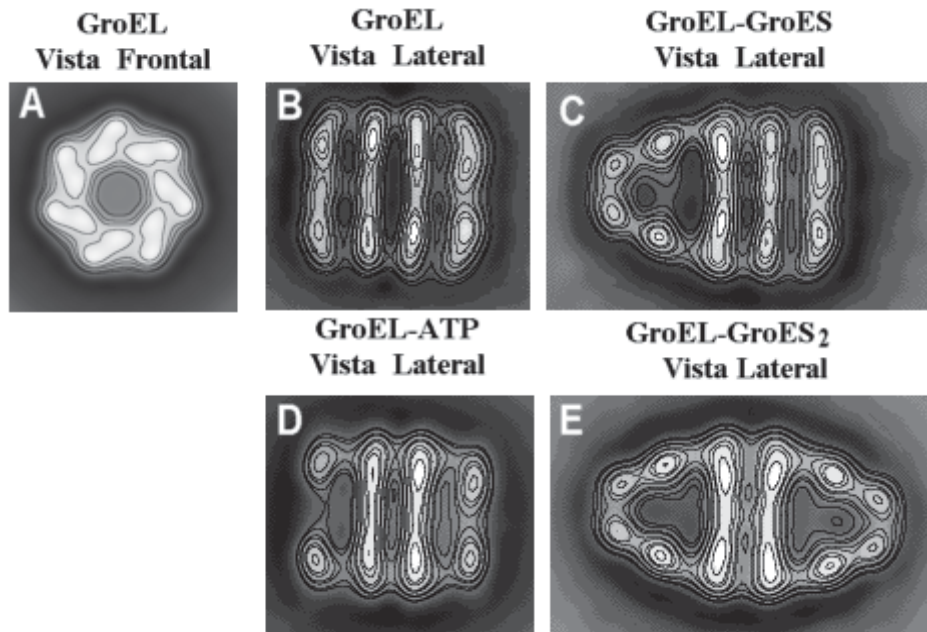 GroEL
Vista Frontal
GroEL
Vista Lateral
GroEL-GroES
Vista Lateral
A
B
C
GroEL-ATP
Vista Lateral
GroEL-GroES₂
Vista Lateral
D
E